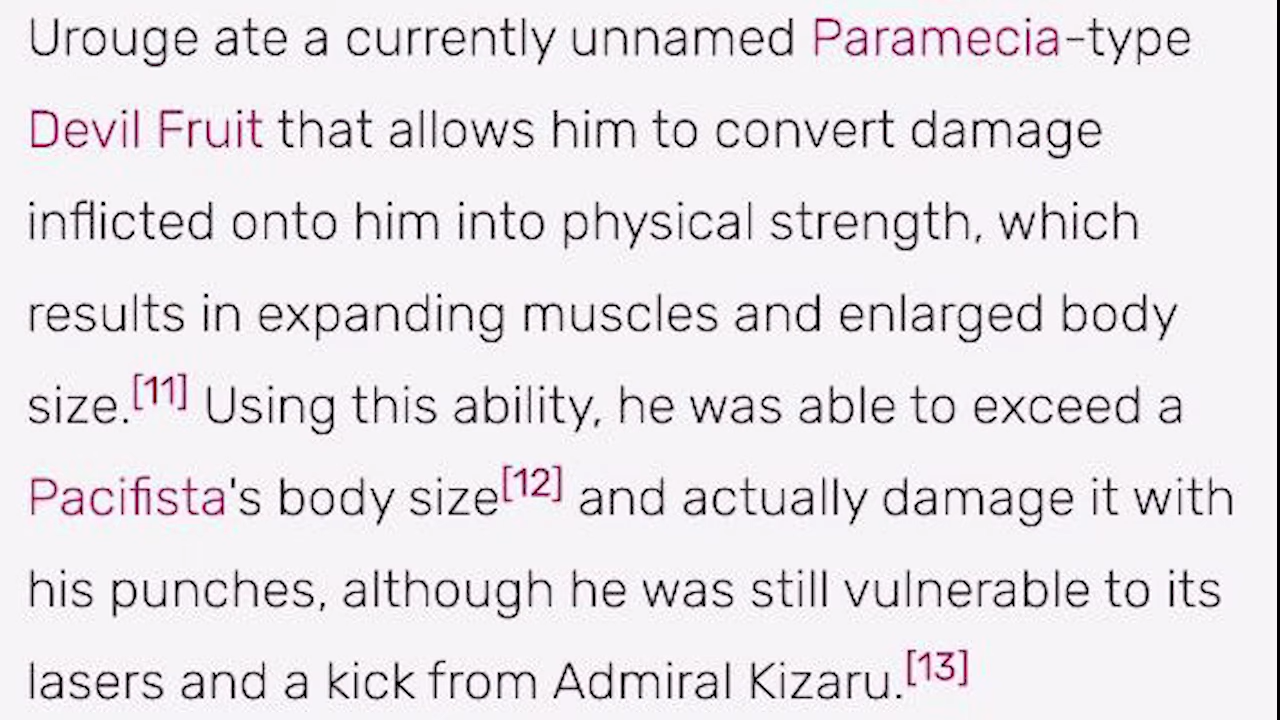 Urouge ate a currently unnamed Paramecia-type
Devil Fruit that allows him to convert damage
inflicted onto him into physical strength, which
results in expanding muscles and enlarged body
size.[11] Using this ability, he was able to exceed a
Pacifista's body size[12] and actually damage it with
his punches, although he was still vulnerable to its
lasers and a kick from Admiral Kizaru.[13]